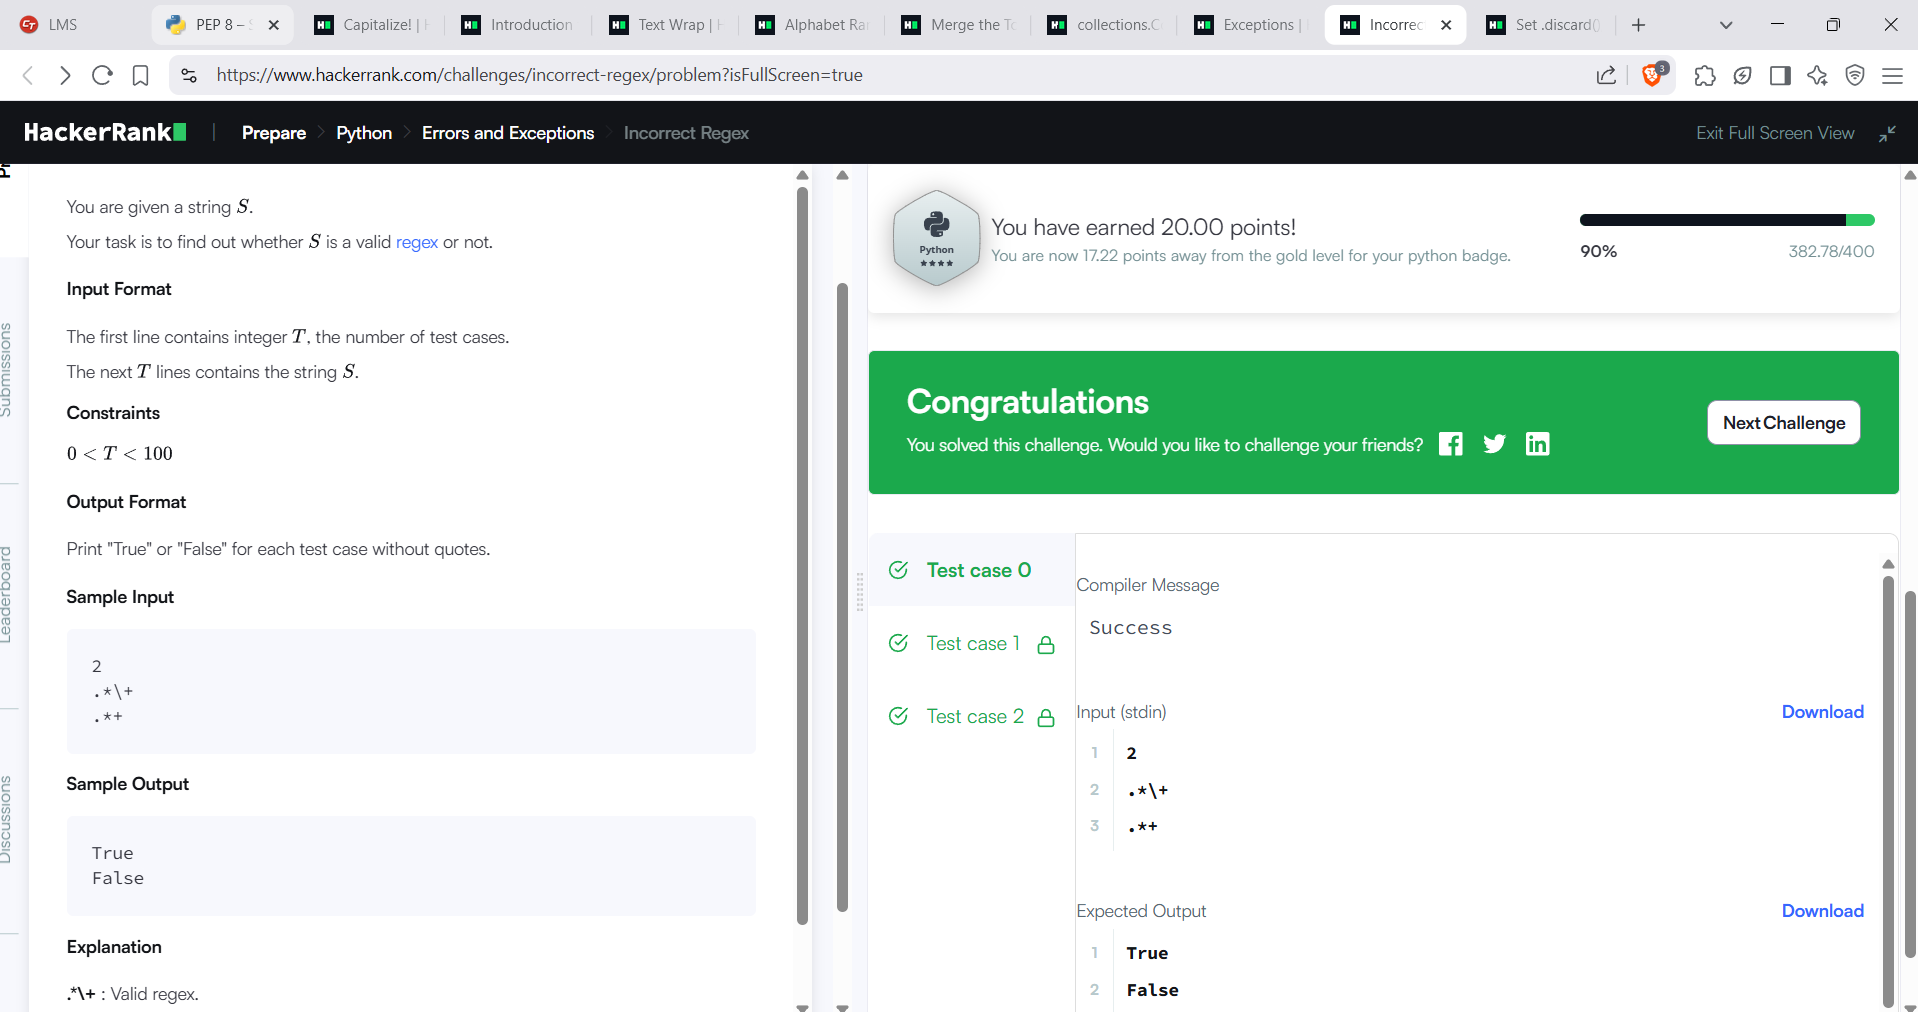 LMS
PEP 8 –
Capitalize! |
Introduction
Text Wrap |
Alphabet Ra
Merge the To
collections.C
Exceptions |
Incorrec
Set .discard()
https://www.hackerrank.com/challenges/incorrect-regex/problem?isFullScreen=true
3
HackerRank
Prepare
Python
Errors and Exceptions
Incorrect Regex
Exit Full Screen View
Submissions
Leaderboard
Discussions
You are given a string S.
Your task is to find out whether S is a valid regex or not.
Input Format
The first line contains integer T, the number of test cases.
The next T lines contains the string S.
Constraints
0 < T < 100
Output Format
Print "True" or "False" for each test case without quotes.
Sample Input
2
.*\+
.*+
Sample Output
True
False
Explanation
.*\+ : Valid regex.
Python
You have earned 20.00 points!
You are now 17.22 points away from the gold level for your python badge.
90%
382.78/400
Congratulations
You solved this challenge. Would you like to challenge your friends?
Next Challenge
Test case 0
Test case 1
Test case 2
Compiler Message
Success
Input (stdin)
Download
1 2
2 .*\+
3 .*+
Expected Output
Download
1 True
2 False